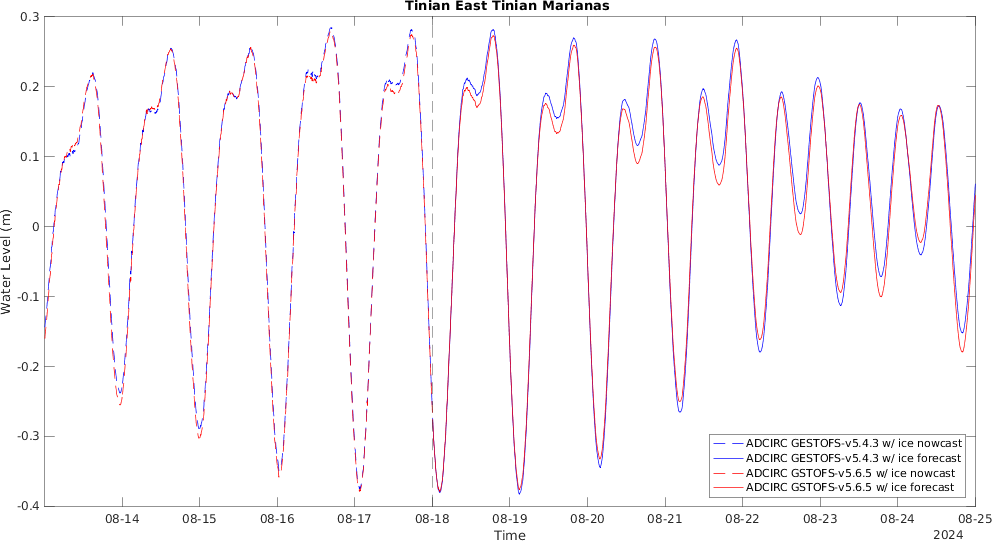 Tinian East Tinian Marianas
0.3
0.2
0.1
0
-0.1
-0.2
-0.3
-0.4
Water Level (m)
08-14 08-15 08-16 08-17 08-18 08-19 08-20 08-21 08-22 08-23 08-24 08-25
Time
2024
ADCIRC GESTOFS-v5.4.3 w/ ice nowcast
ADCIRC GESTOFS-v5.4.3 w/ ice forecast
ADCIRC GSTOFS-v5.6.5 w/ ice nowcast
ADCIRC GSTOFS-v5.6.5 w/ ice forecast